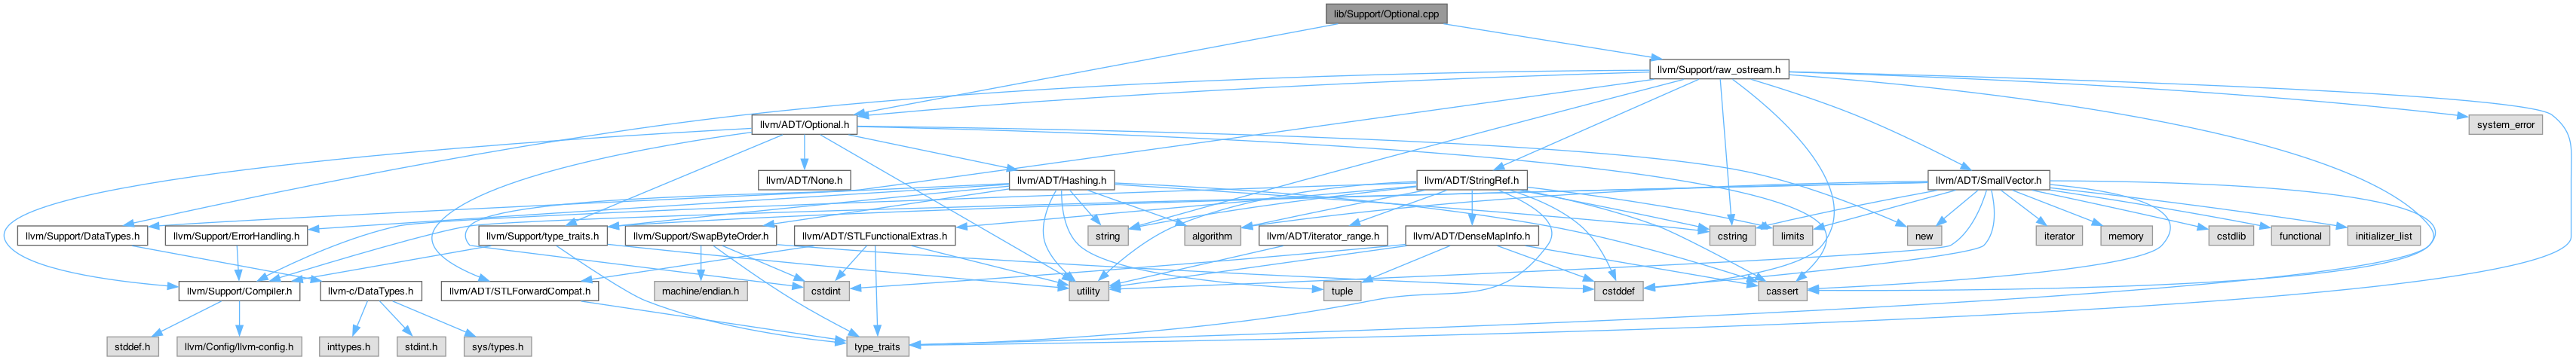 lib/Support/Optional.cpp
llvm/Support/raw_ostream.h
llvm/ADT/Optional.h
system_error
llvm/ADT/None.h
llvm/ADT/Hashing.h
llvm/ADT/StringRef.h
llvm/ADT/SmallVector.h
llvm/Support/DataTypes.h
llvm/Support/ErrorHandling.h
llvm/Support/type_traits.h
llvm/Support/SwapByteOrder.h
llvm/ADT/STLFunctionalExtras.h
string
algorithm
llvm/ADT/iterator_range.h
llvm/ADT/DenseMapInfo.h
cstring
limits
new
iterator
memory
cstdlib
functional
initializer_list
llvm/Support/Compiler.h
llvm-c/DataTypes.h
llvm/ADT/STLForwardCompat.h
machine/endian.h
cstdint
utility
tuple
cstddef
cassert
stddef.h
llvm/Config/llvm-config.h
inttypes.h
stdint.h
sys/types.h
type_traits